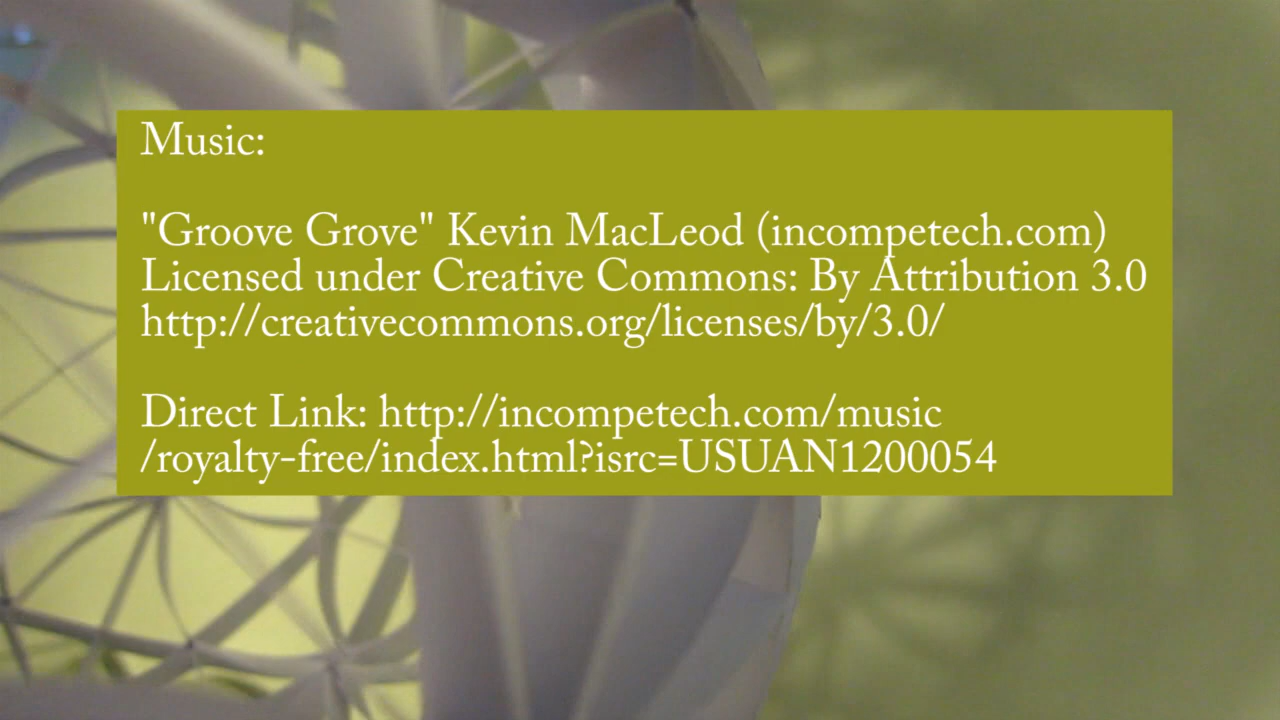 Music:
"Groove Grove" Kevin MacLeod (incompetech.com)
Licensed under Creative Commons: By Attribution 3.0
http://creativecommons.org/licenses/by/3.0/
Direct Link: http://incompetech.com/music
/royalty-free/index.html?isrc=USUAN1200054